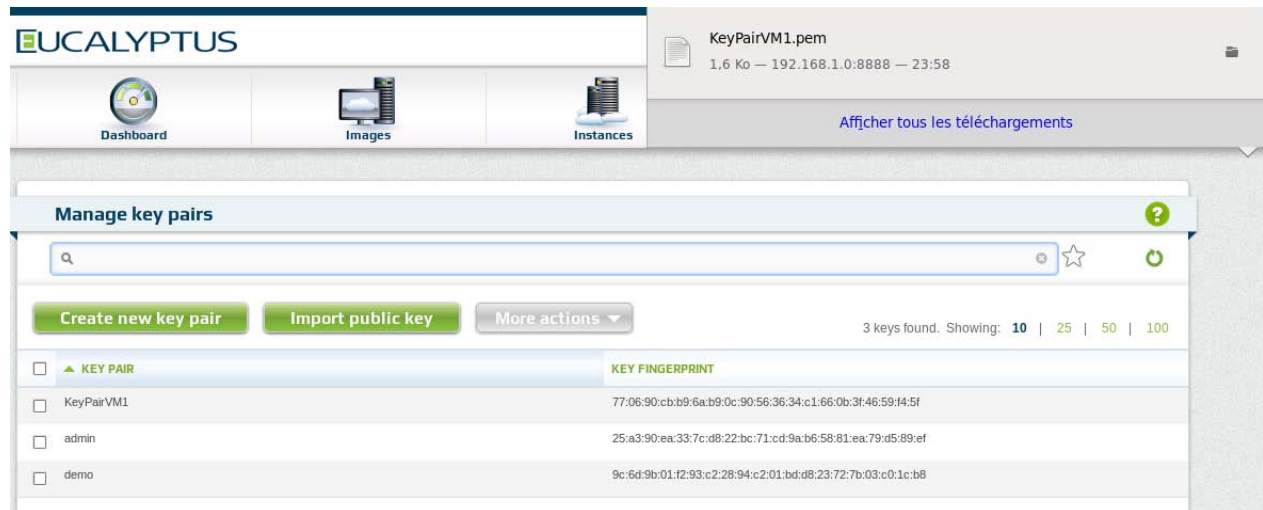 EUCALYPTUS
KeyPairVM1.pem
1,6 Ko — 192.168.1.0:8888 — 23:58
Afficher tous les téléchargements
Dashboard
Images
Instances
Manage key pairs
?
Create new key pair
Import public key
More actions
3 keys found. Showing: 10 | 25 | 50 | 100
KEY PAIR
KEY FINGERPRINT
KeyPairVM1
77:06:90:cb:b9:6a:b9:0c:90:56:36:34:c1:66:0b:3f:46:59:f4:5f
admin
25:a3:90:ea:33:7c:d8:22:bc:71:cd:9a:b6:58:81:ea:79:d5:89:ef
demo
9c:6d:9b:01:f2:93:c2:28:94:c2:01:bd:d8:23:72:7b:03:c0:1c:b8